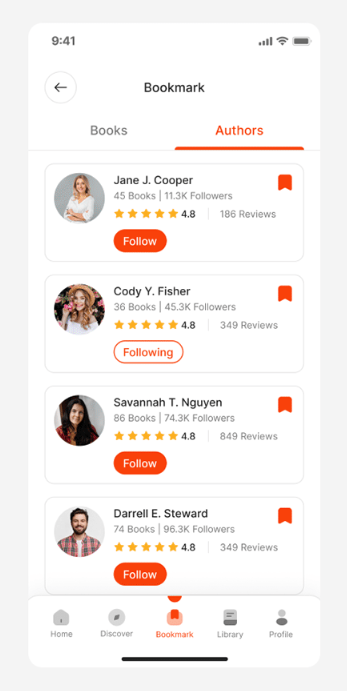 9:41
Bookmark
Books Authors
Jane J. Cooper
45 Books | 11.3K Followers
4.8 186 Reviews
Follow
Cody Y. Fisher
36 Books | 45.3K Followers
4.8 349 Reviews
Following
Savannah T. Nguyen
86 Books | 74.3K Followers
4.8 849 Reviews
Follow
Darrell E. Steward
74 Books | 96.3K Followers
4.8 349 Reviews
Follow
Home Discover Bookmark Library Profile